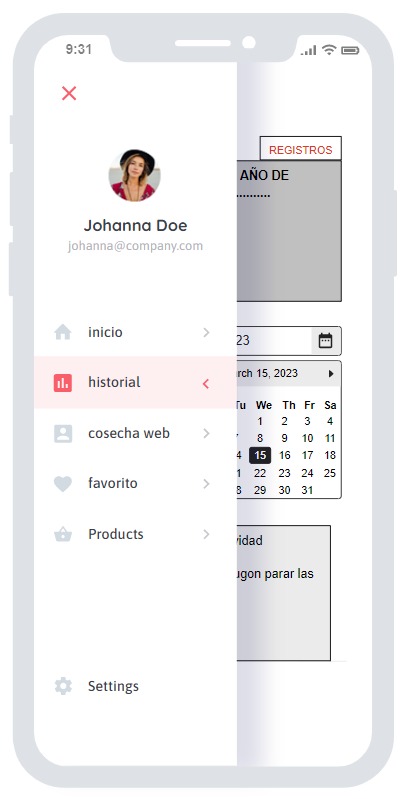 9:31
REGISTROS
AÑO DE
...........
Johanna Doe
johanna@company.com
inicio
historial
cosecha web
favorito
Products
Settings
23
rch 15, 2023
Tu We Th Fr Sa
1 2 3 4
7 8 9 10 11
4 15 16 17 18
1 22 23 24 25
8 29 30 31
vidad
ugon parar las